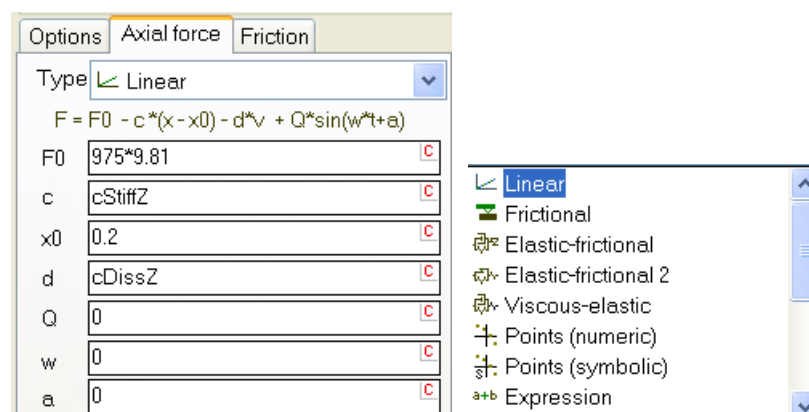 Options Axial force Friction
Type Linear
F = F0 - c*(x-x0) - d*v + Q*sin(w*t+a)
F0 975*9.81 C
c cStiffZ C
x0 0.2 C
d cDissZ C
Q 0 C
w 0 C
a 0 C
Linear
Frictional
Elastic-frictional
Elastic-frictional 2
Viscous-elastic
Points (numeric)
Points (symbolic)
a+b Expression